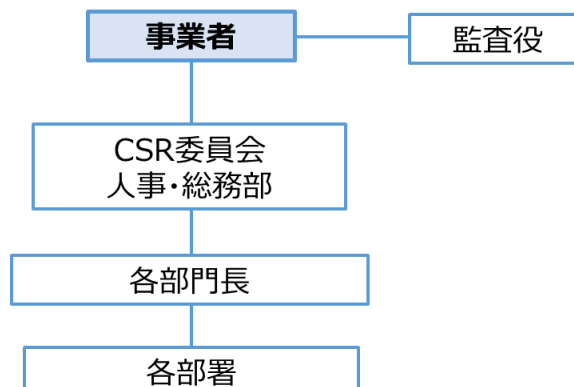 事業者
監査役
CSR委員会
人事･総務部
各部門長
各部署